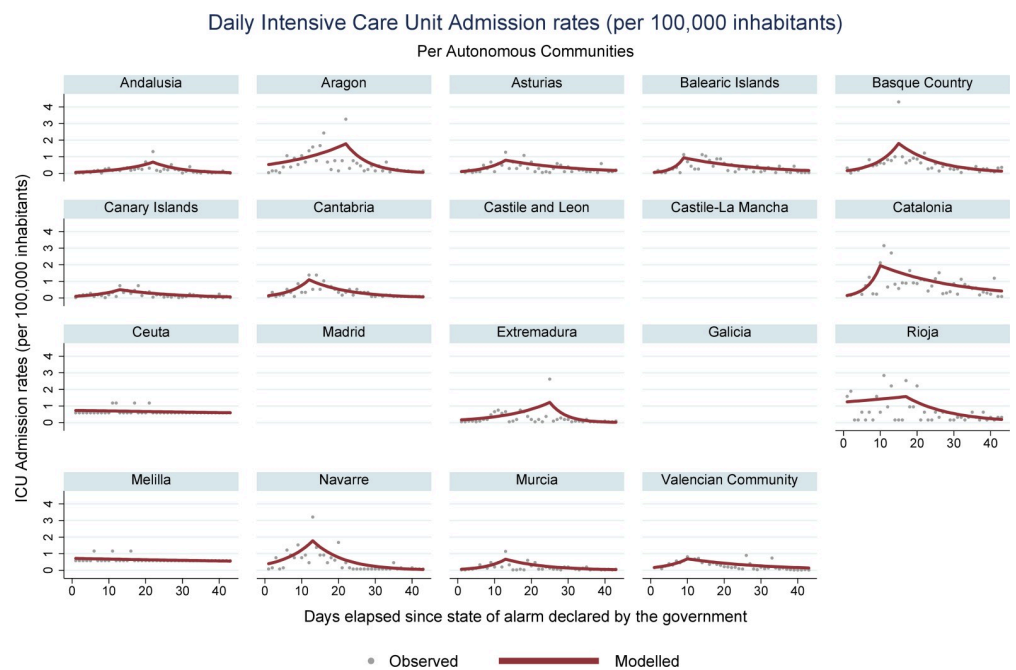 Daily Intensive Care Unit Admission rates (per 100,000 inhabitants)
Per Autonomous Communities
ICU Admission rates (per 100,000 inhabitants)
Andalusia Aragon Asturias Balearic Islands Basque Country
4
3
2
1
0
Canary Islands Cantabria Castile and Leon Castile-La Mancha Catalonia
4
3
2
1
0
Ceuta Madrid Extremadura Galicia Rioja
4
3
2
1
0
0 10 20 30 40
Melilla Navarre Murcia Valencian Community
4
3
2
1
0
0 10 20 30 40 0 10 20 30 40 0 10 20 30 40 0 10 20 30 40
Days elapsed since state of alarm declared by the government
Observed Modelled